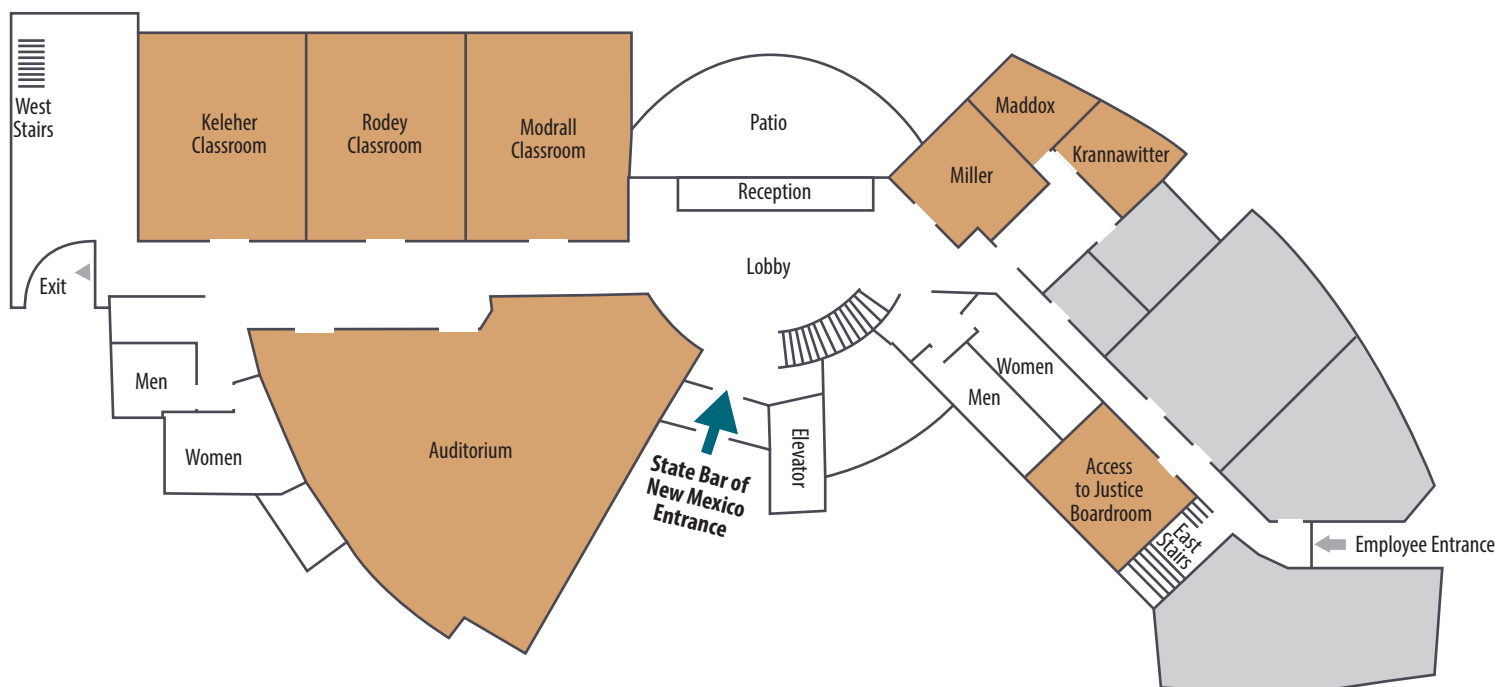 West
Stairs
Keleher
Classroom
Rodey
Classroom
Modrall
Classroom
Patio
Reception
Maddox
Krannawitter
Miller
Exit
Lobby
Men
Women
Auditorium
State Bar of
New Mexico
Entrance
Elevator
Women
Men
Access
to Justice
Boardroom
East
Stairs
Employee Entrance